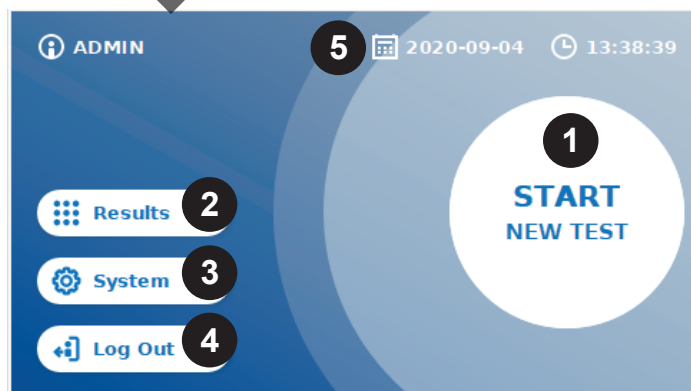 ADMIN 5 2020-09-04 13:38:39
1
START
NEW TEST
Results 2
System 3
Log Out 4